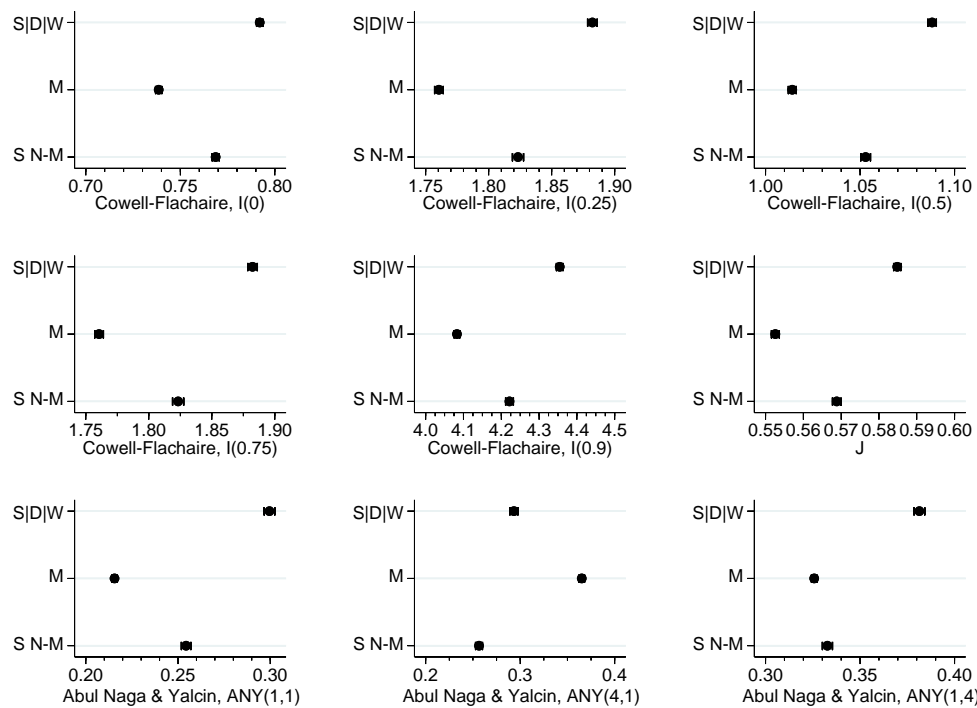 S|D|W
M
S N-M
0.70 0.75 0.80
Cowell-Flachaire, I(0)
S|D|W
M
S N-M
1.75 1.80 1.85 1.90
Cowell-Flachaire, I(0.25)
S|D|W
M
S N-M
1.00 1.05 1.10
Cowell-Flachaire, I(0.5)
S|D|W
M
S N-M
1.75 1.80 1.85 1.90
Cowell-Flachaire, I(0.75)
S|D|W
M
S N-M
4.0 4.1 4.2 4.3 4.4 4.5
Cowell-Flachaire, I(0.9)
S|D|W
M
S N-M
0.55 0.56 0.57 0.58 0.59 0.60
J
S|D|W
M
S N-M
0.20 0.25 0.30
Abul Naga & Yalcin, ANY(1,1)
S|D|W
M
S N-M
0.2 0.3 0.4
Abul Naga & Yalcin, ANY(4,1)
S|D|W
M
S N-M
0.30 0.35 0.40
Abul Naga & Yalcin, ANY(1,4)